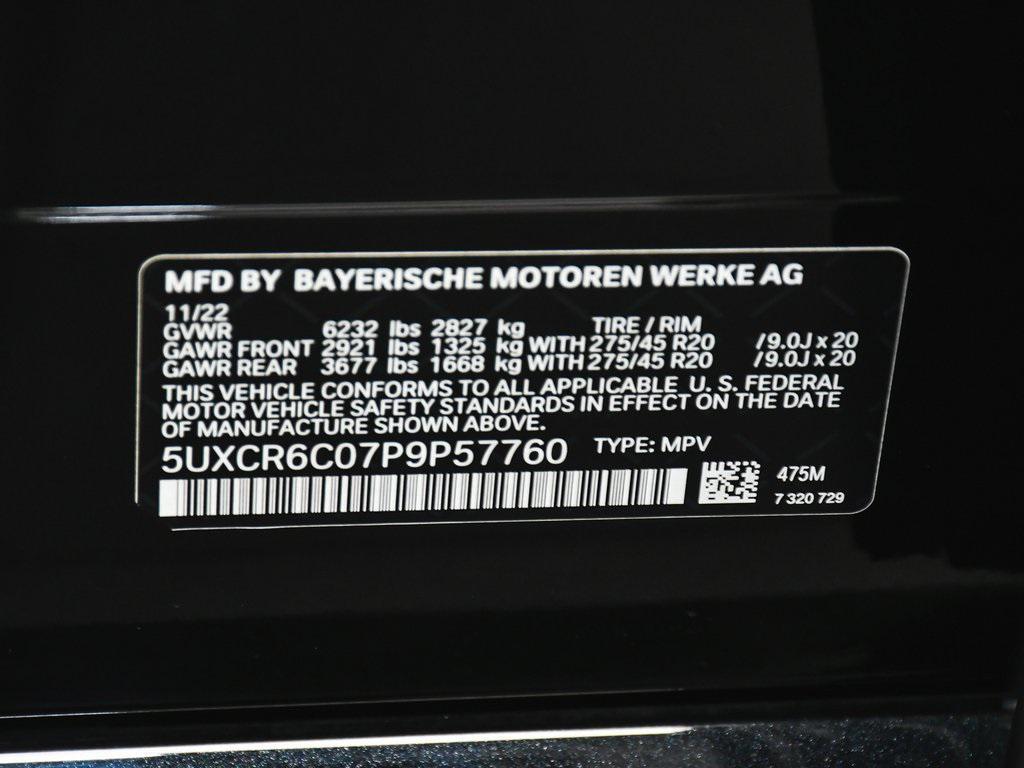 MFD BY BAYERISCHE MOTOREN WERKE AG
11/22
GVWR 6232 lbs 2827 kg TIRE / RIM
GAWR FRONT 2921 lbs 1325 kg WITH 275/45 R20 /9.0J x 20
GAWR REAR 3677 lbs 1668 kg WITH 275/45 R20 /9.0J x 20
THIS VEHICLE CONFORMS TO ALL APPLICABLE U. S. FEDERAL
MOTOR VEHICLE SAFETY STANDARDS IN EFFECT ON THE DATE
OF MANUFACTURE SHOWN ABOVE.
5UXCR6C07P9P57760 TYPE: MPV
475M
7 320 729